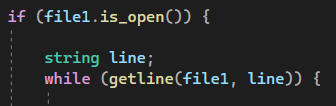 if (file1.is_open()) {
string line;
while (getline(file1, line)) {